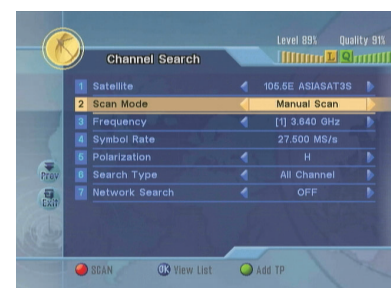 Level 89% Quality 91%
Channel Search
L Q
1 Satellite 105.5E ASIASAT3S
2 Scan Mode Manual Scan
3 Frequency [1] 3.640 GHz
4 Symbol Rate 27.500 MS/s
5 Polarization H
6 Search Type All Channel
7 Network Search OFF
Prev
Exit
SCAN OK View List Add TP